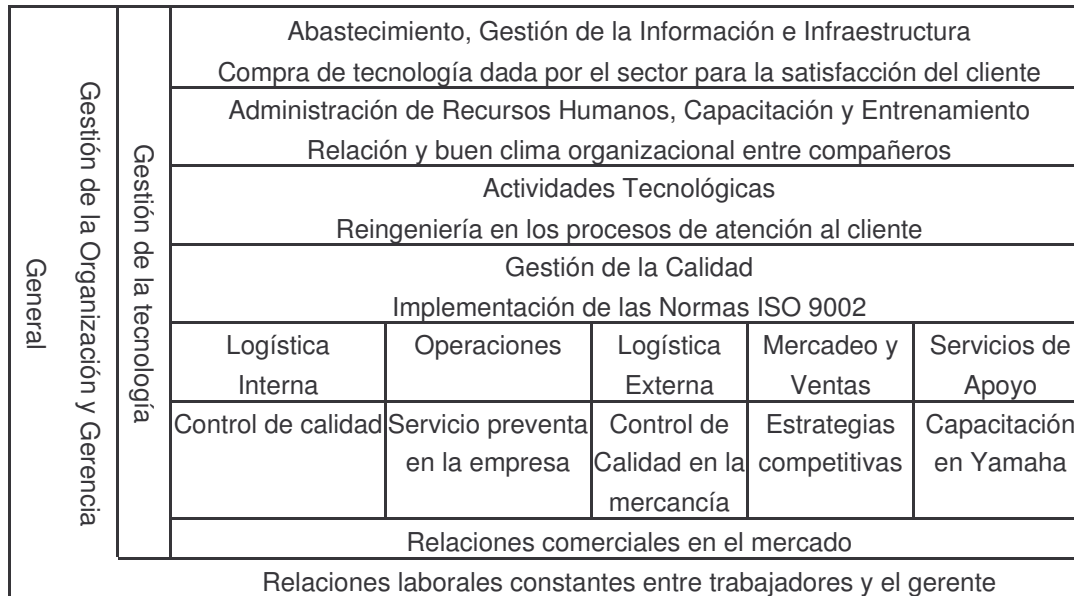 General
Gestión de la Organización y Gerencia
Gestión de la tecnología
Abastecimiento, Gestión de la Información e Infraestructura
Compra de tecnología dada por el sector para la satisfacción del cliente
Administración de Recursos Humanos, Capacitación y Entrenamiento
Relación y buen clima organizacional entre compañeros
Actividades Tecnológicas
Reingeniería en los procesos de atención al cliente
Gestión de la Calidad
Implementación de las Normas ISO 9002
Logística
Interna
Operaciones
Logística
Externa
Mercadeo y
Ventas
Servicios de
Apoyo
Control de calidad
Servicio preventa
en la empresa
Control de
Calidad en la
mercancía
Estrategias
competitivas
Capacitación
en Yamaha
Relaciones comerciales en el mercado
Relaciones laborales constantes entre trabajadores y el gerente